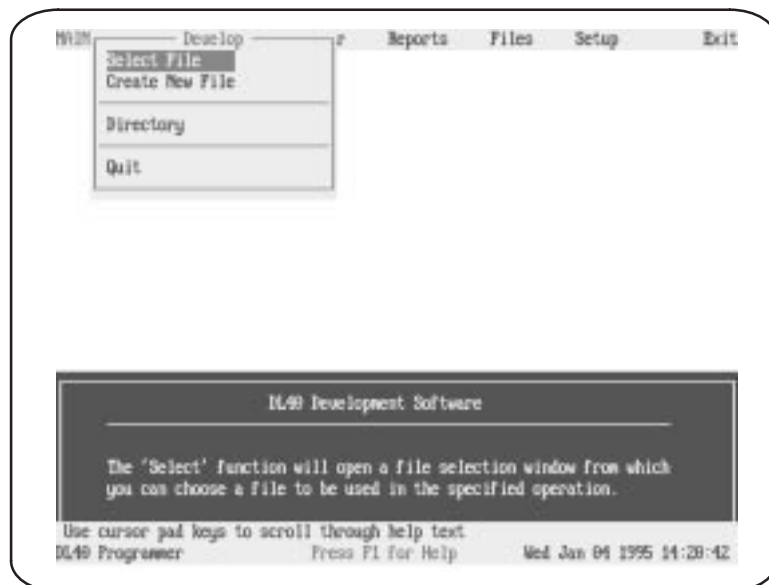 MAIN Develop r Reports Files Setup Exit
Select File
Create New File
Directory
Quit
DL40 Development Software
The 'Select' function will open a file selection window from which
you can choose a file to be used in the specified operation.
Use cursor pad keys to scroll through help text
DL40 Programmer Press F1 for Help Wed Jan 04 1995 14:20:42